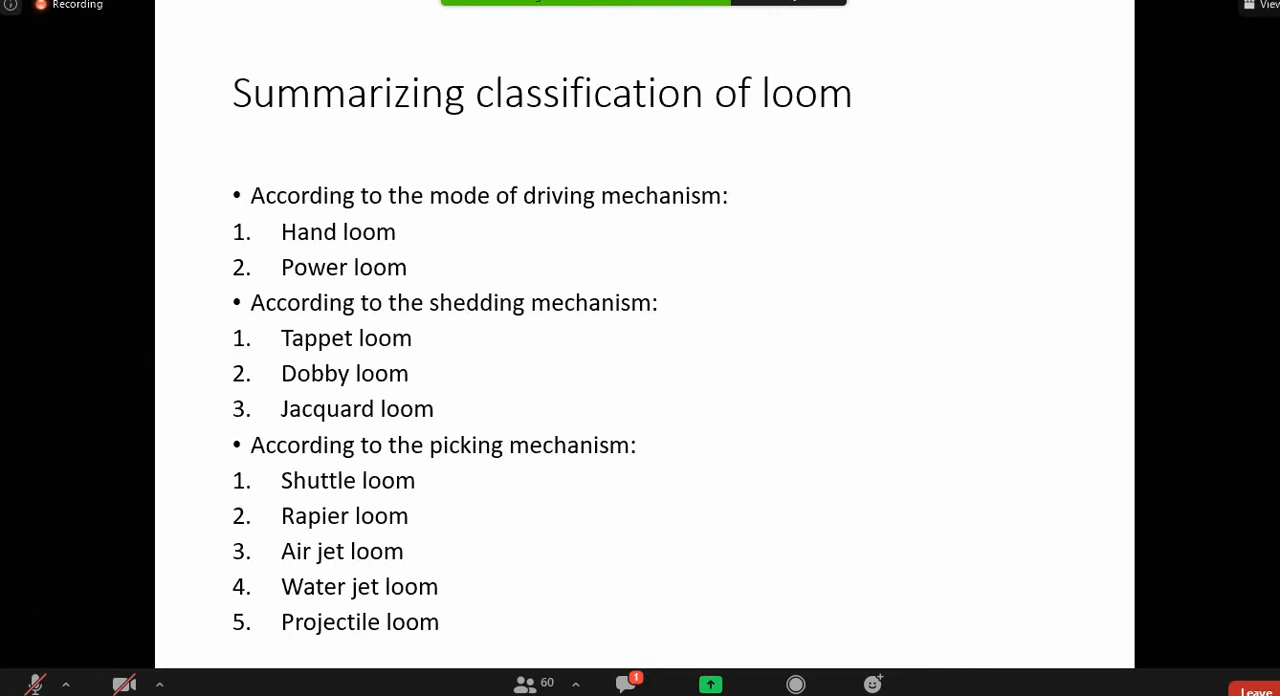 Recording
View
Summarizing classification of loom
• According to the mode of driving mechanism:
1. Hand loom
2. Power loom
• According to the shedding mechanism:
1. Tappet loom
2. Dobby loom
3. Jacquard loom
• According to the picking mechanism:
1. Shuttle loom
2. Rapier loom
3. Air jet loom
4. Water jet loom
5. Projectile loom
60
1
Leave